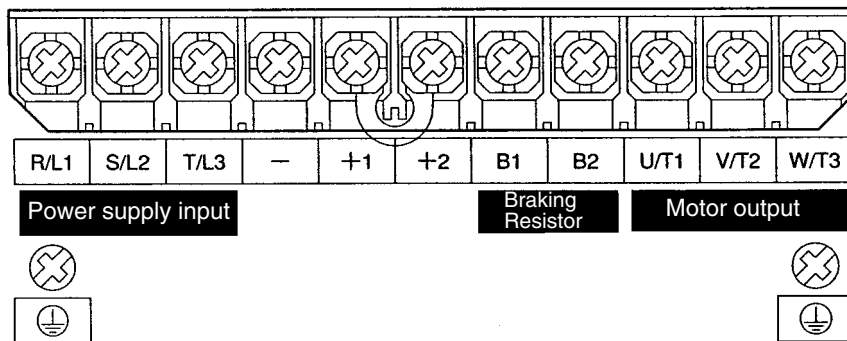 R/L1 S/L2 T/L3 − +1 +2 B1 B2 U/T1 V/T2 W/T3
Power supply input Braking Resistor Motor output